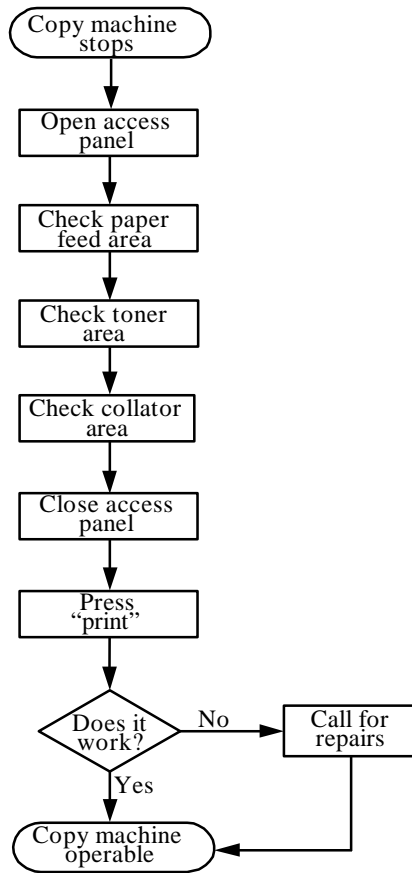 Copy machine
stops
Open access
panel
Check paper
feed area
Check toner
area
Check collator
area
Close access
panel
Press
“print”
Does it
work?
No
Call for
repairs
Yes
Copy machine
operable